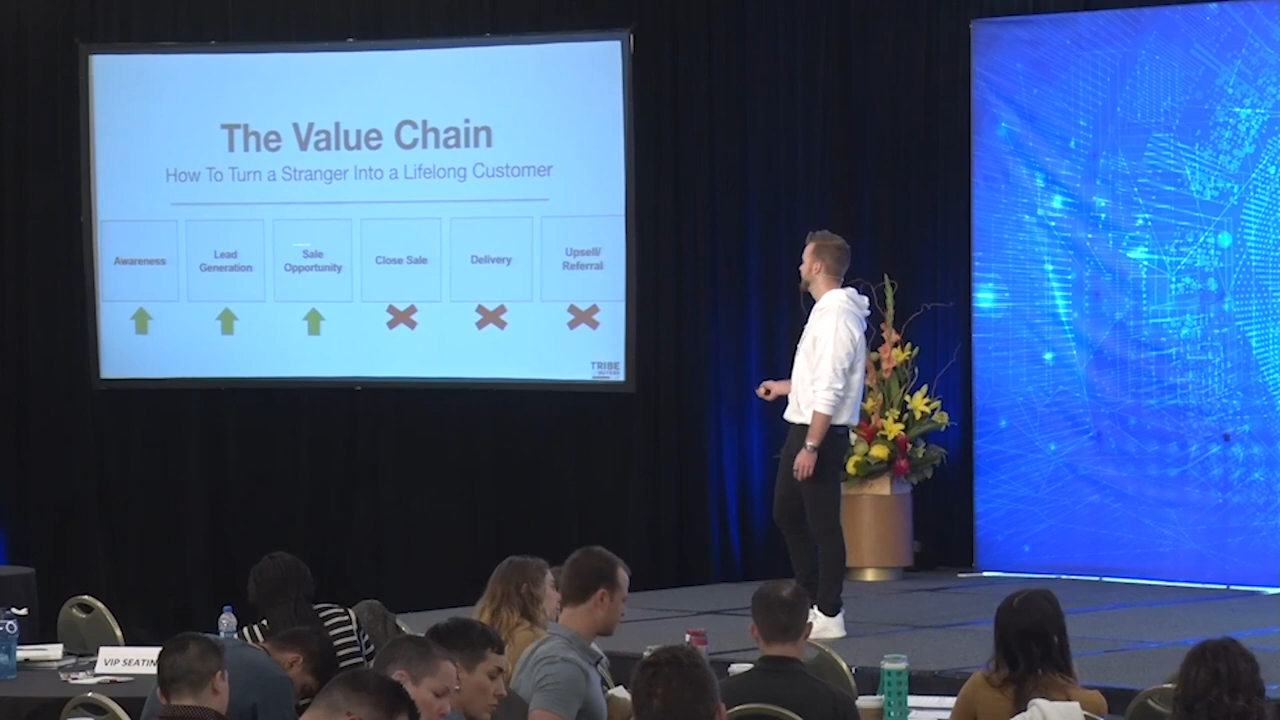 The Value Chain
How To Turn a Stranger Into a Lifelong Customer
Awareness
Lead
Generation
Sale
Opportunity
Close Sale
Delivery
Upsell/
Referral
TRIBE
VIP SEATIN